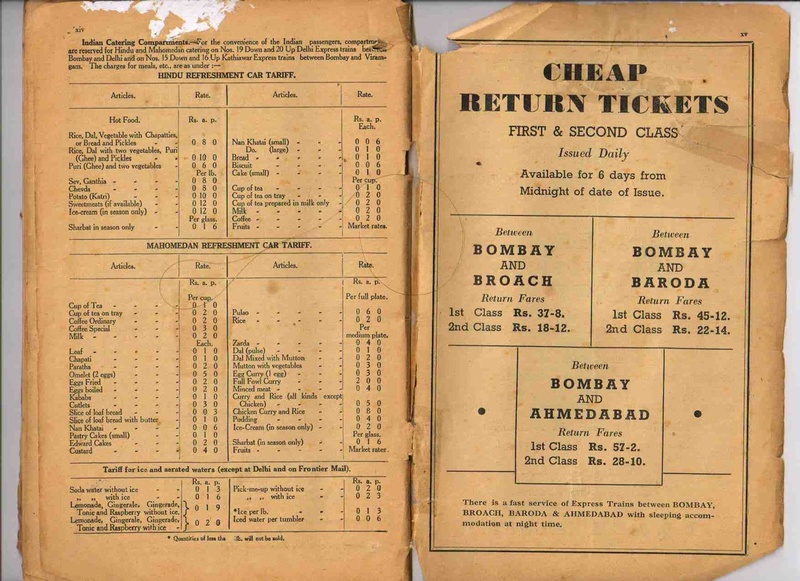 xiv
Indian Catering Compartments.—For the convenience of the Indian passengers,
are reserved for Hindu and Mahomedan catering on Nos. 19 Down and 20 Up Delhi Express trains
Bombay and Delhi and on Nos. 15 Down and 16 Up Kathiawar Express trains between Bombay and Viram-
gam. The charges for meals, etc., are as under :—
HINDU REFRESHMENT CAR TARIFF.
Articles. Rate. Articles. Rate.
Hot Food. Rs. a. p. Rs. a. p.
Each.
Rice, Dal, Vegetable with Chapatties,
or Bread and Pickles - - 0 8 0 Nan Khatai (small) - - 0 0 6
Rice, Dal with two vegetables, Puri Do. (large) - - 0 1 0
(Ghee) and Pickles - - 0 10 0 Bread - - - - 0 1 0
Puri (Ghee) and two vegetables - 0 6 0 Biscuit - - - - 0 0 6
Per lb. Cake (small) - - - 0 1 0
Sev, Ganthia - - - - 0 8 0 Per cup.
Chevda - - - - 0 8 0 Cup of tea - - - 0 1 0
Potato (Katri) - - - - 0 10 0 Cup of tea on tray - - 0 2 0
Sweetmeats (if available) - - 0 12 0 Cup of tea prepared in milk only - 0 2 0
Ice-cream (in season only) - - 0 12 0 Milk - - - - 0 2 0
Per glass. Coffee - - - - 0 2 0
Sharbat in season only - - 0 1 6 Fruits - - - - Market rates.
MAHOMEDAN REFRESHMENT CAR TARIFF.
Articles. Rate. Articles. Rate.
Rs. a. p. Rs. a. p.
Per cup. Per full plate.
Cup of Tea - - - - 0 1 0
Cup of tea on tray - - - 0 2 0 Pulao - - - - 0 6 0
Coffee Ordinary - - - 0 2 0 Rice - - - - 0 2 0
Coffee Special - - - 0 3 0 Per
Milk - - - - 0 2 0 medium plate.
Each. Zarda - - - - 0 4 0
Loaf - - - - 0 1 0 Dal (pulse) - - - 0 1 0
Chapati - - - - 0 1 0 Dal Mixed with Mutton - - 0 2 0
Paratha - - - - 0 2 0 Mutton with vegetables - - 0 3 0
Omelet (2 eggs) - - - 0 5 0 Egg Curry (1 egg) - - 0 3 0
Eggs Fried - - - - 0 2 0 Full Fowl Curry - - 2 0 0
Eggs boiled - - - - 0 2 0 Minced meat - - - 0 4 0
Kababs - - - - 0 1 0 Curry and Rice (all kinds except
Cutlets - - - - 0 3 0 Chicken) - - - 0 5 0
Slice of loaf bread - - - 0 0 3 Chicken Curry and Rice - - 0 8 0
Slice of loaf bread with butter - 0 1 0 Pudding - - - 0 4 0
Nan Khatai - - - - 0 0 6 Ice-Cream (in season only) - 0 2 0
Pastry Cakes (small) - - - 0 1 0 Per glass.
Edward Cakes - - - 0 2 0 Sharbat (in season only) - - 0 1 6
Custard - - - - 0 4 0 Fruits - - - - Market rates
Tariff for ice and aerated waters (except at Delhi and on Frontier Mail).
Rs. a. p. Rs. a. p.
Soda water without ice - - 0 1 3 Pick-me-up without ice - - 0 2 0
„ „ with ice - - 0 1 6 „ „ with ice - - 0 2 3
Lemonade, Gingerale, Gingerade,
Tonic and Raspberry without ice. 0 1 9 *Ice per lb. - - - 0 1 3
Lemonade, Gingerale, Gingerade, Iced water per tumbler - - 0 0 6
Tonic and Raspberry with ice - 0 2 0
* Quantities of less than lb. will not be sold.
xv
CHEAP
RETURN TICKETS
FIRST & SECOND CLASS
Issued Daily
Available for 6 days from
Midnight of date of Issue.
Between
BOMBAY
AND
BROACH
Return Fares
1st Class Rs. 37-8.
2nd Class Rs. 18-12.
Between
BOMBAY
AND
BARODA
Return Fares
1st Class Rs. 45-12.
2nd Class Rs. 22-14.
Between
BOMBAY
AND
AHMEDABAD
Return Fares
1st Class Rs. 57-2.
2nd Class Rs. 28-10.
There is a fast service of Express Trains between BOMBAY,
BROACH, BARODA & AHMEDABAD with sleeping accom-
modation at night time.